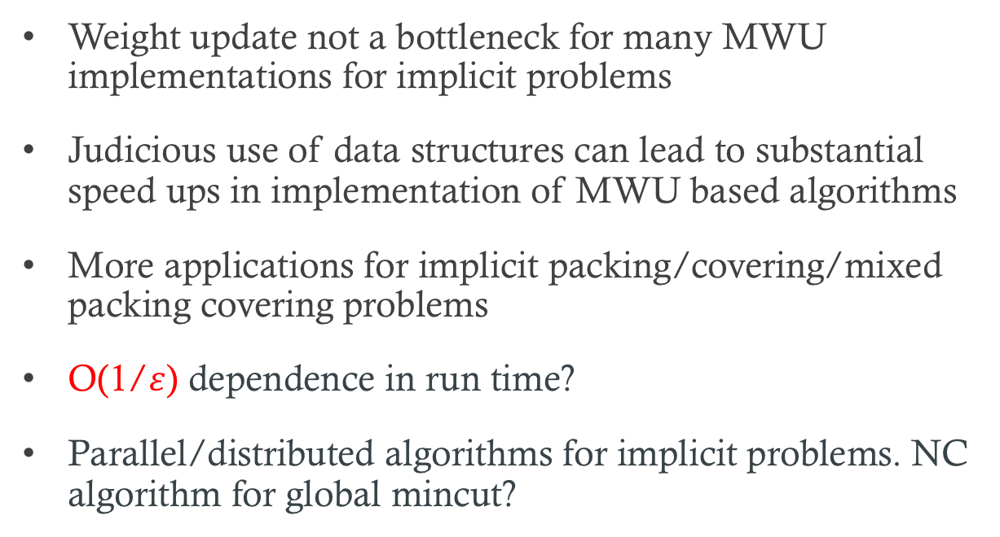 • Weight update not a bottleneck for many MWU
implementations for implicit problems
• Judicious use of data structures can lead to substantial
speed ups in implementation of MWU based algorithms
• More applications for implicit packing/covering/mixed
packing covering problems
• O(1/ε) dependence in run time?
• Parallel/distributed algorithms for implicit problems. NC
algorithm for global mincut?